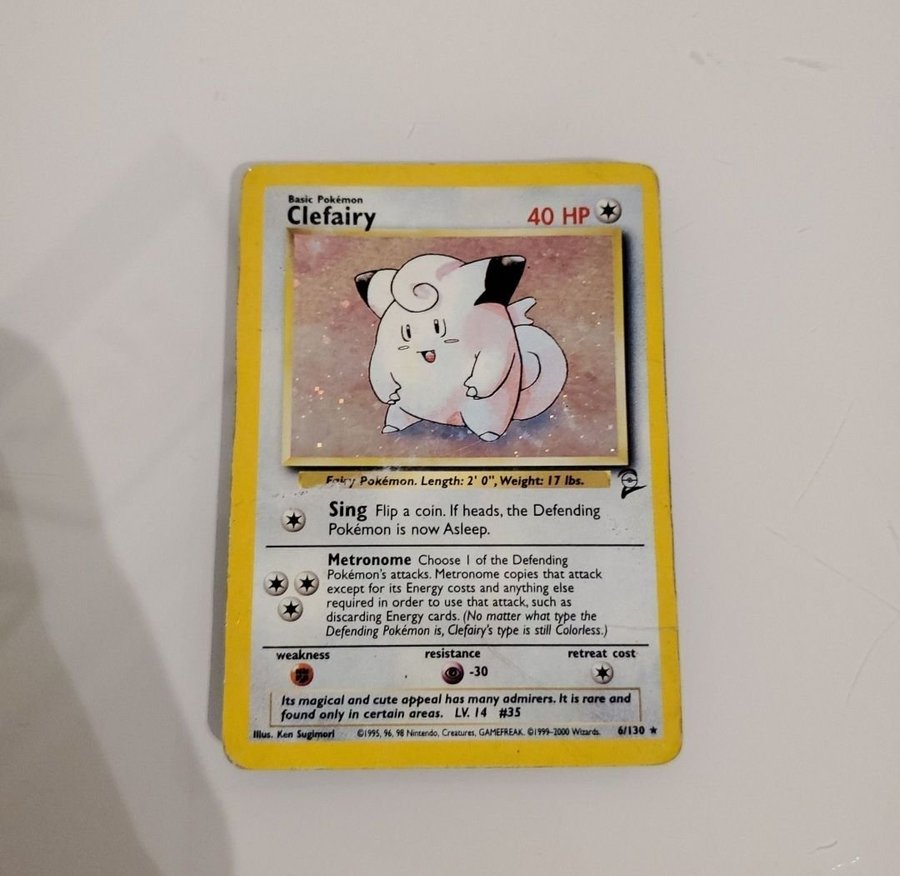 Basic Pokémon
Clefairy 40 HP
Fairy Pokémon. Length: 2' 0", Weight: 17 lbs.
Sing Flip a coin. If heads, the Defending
Pokémon is now Asleep.
Metronome Choose 1 of the Defending
Pokémon's attacks. Metronome copies that attack
except for its Energy costs and anything else
required in order to use that attack, such as
discarding Energy cards. (No matter what type the
Defending Pokémon is, Clefairy's type is still Colorless.)
weakness resistance retreat cost
-30
Its magical and cute appeal has many admirers. It is rare and
found only in certain areas. LV. 14 #35
Illus. Ken Sugimori ©1995, 96, 98 Nintendo, Creatures, GAMEFREAK. ©1999-2000 Wizards. 6/130 ★